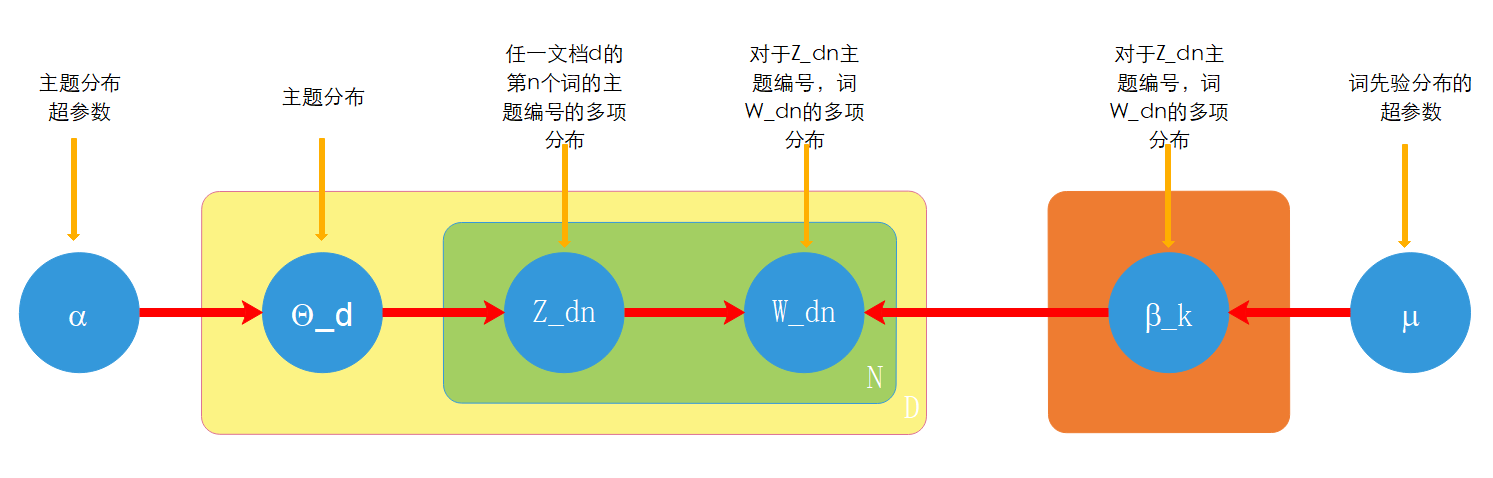 主题分布
超参数
主题分布
任一文档d的
第n个词的主
题编号的多项
分布
对于Z_dn主
题编号，词
W_dn的多项
分布
对于Z_dn主
题编号，词
W_dn的多项
分布
词先验分布的
超参数
α
Θ_d
Z_dn
W_dn
β_k
μ
N
D